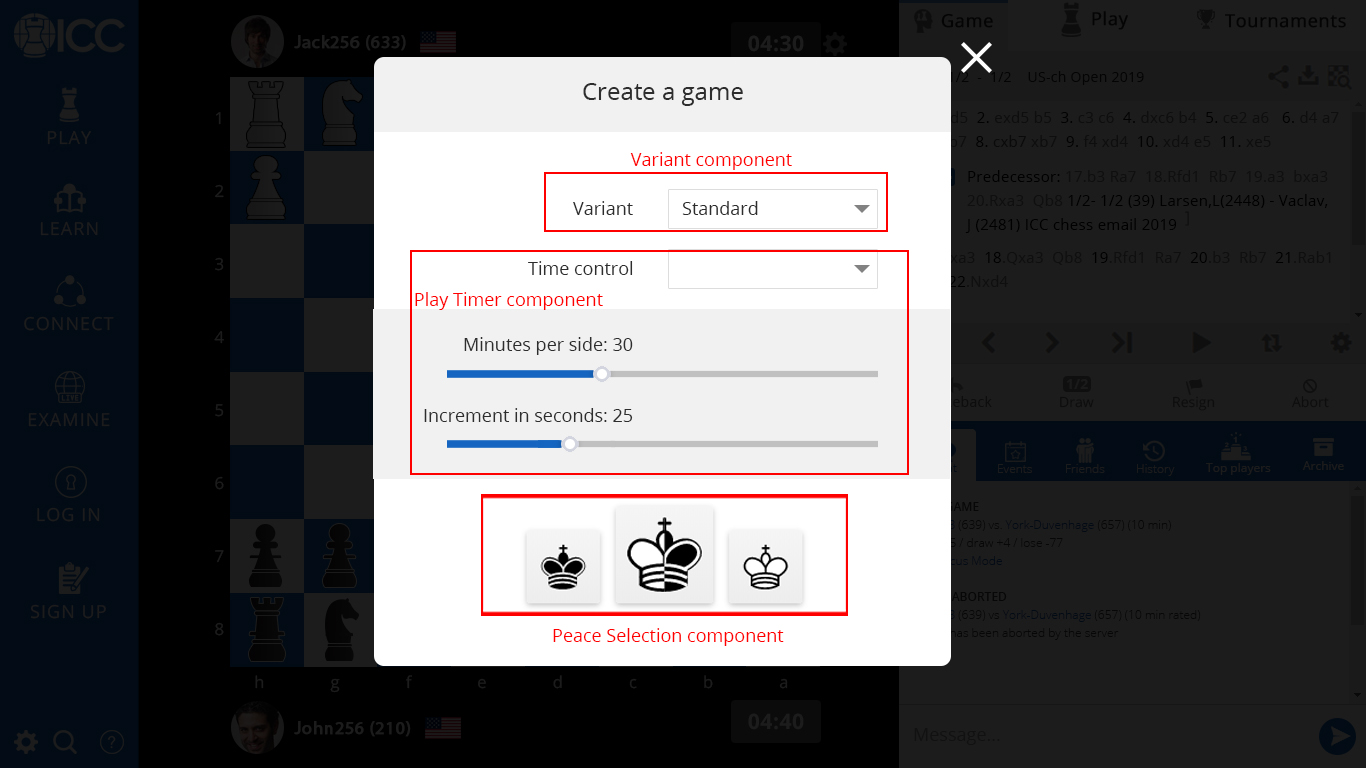 ICC
PLAY
LEARN
CONNECT
LIVE
EXAMINE
LOG IN
SIGN UP
?
Jack256 (633)
04:30
1
2
3
4
5
6
7
8
h g f e d c b a
John256 (210)
04:40
Create a game
Variant component
Variant Standard
Time control
Play Timer component
Minutes per side: 30
Increment in seconds: 25
Peace Selection component
Game Play Tournaments
1/2 - 1/2 US-ch Open 2019
d5 2. exd5 b5 3. c3 c6 4. dxc6 b4 5. ce2 a6 6. d4 a7
b7 8. cxb7 xb7 9. f4 xd4 10. xd4 e5 11. xe5
Predecessor: 17.b3 Ra7 18.Rfd1 Rb7 19.a3 bxa3
20.Rxa3 Qb8 1/2- 1/2 (39) Larsen,L(2448) - Vaclav,
J (2481) ICC chess email 2019 ]
xa3 18.Qxa3 Qb8 19.Rfd1 Ra7 20.b3 Rb7 21.Rab1
22.Nxd4
eback 1/2 Draw Resign Abort
Events Friends History Top players Archive
AME
(639) vs. York-Duvenhage (657) (10 min)
/ draw +4 / lose -77
cus Mode
ABORTED
(639) vs York-Duvenhage (657) (10 min rated)
has been aborted by the server
Message...